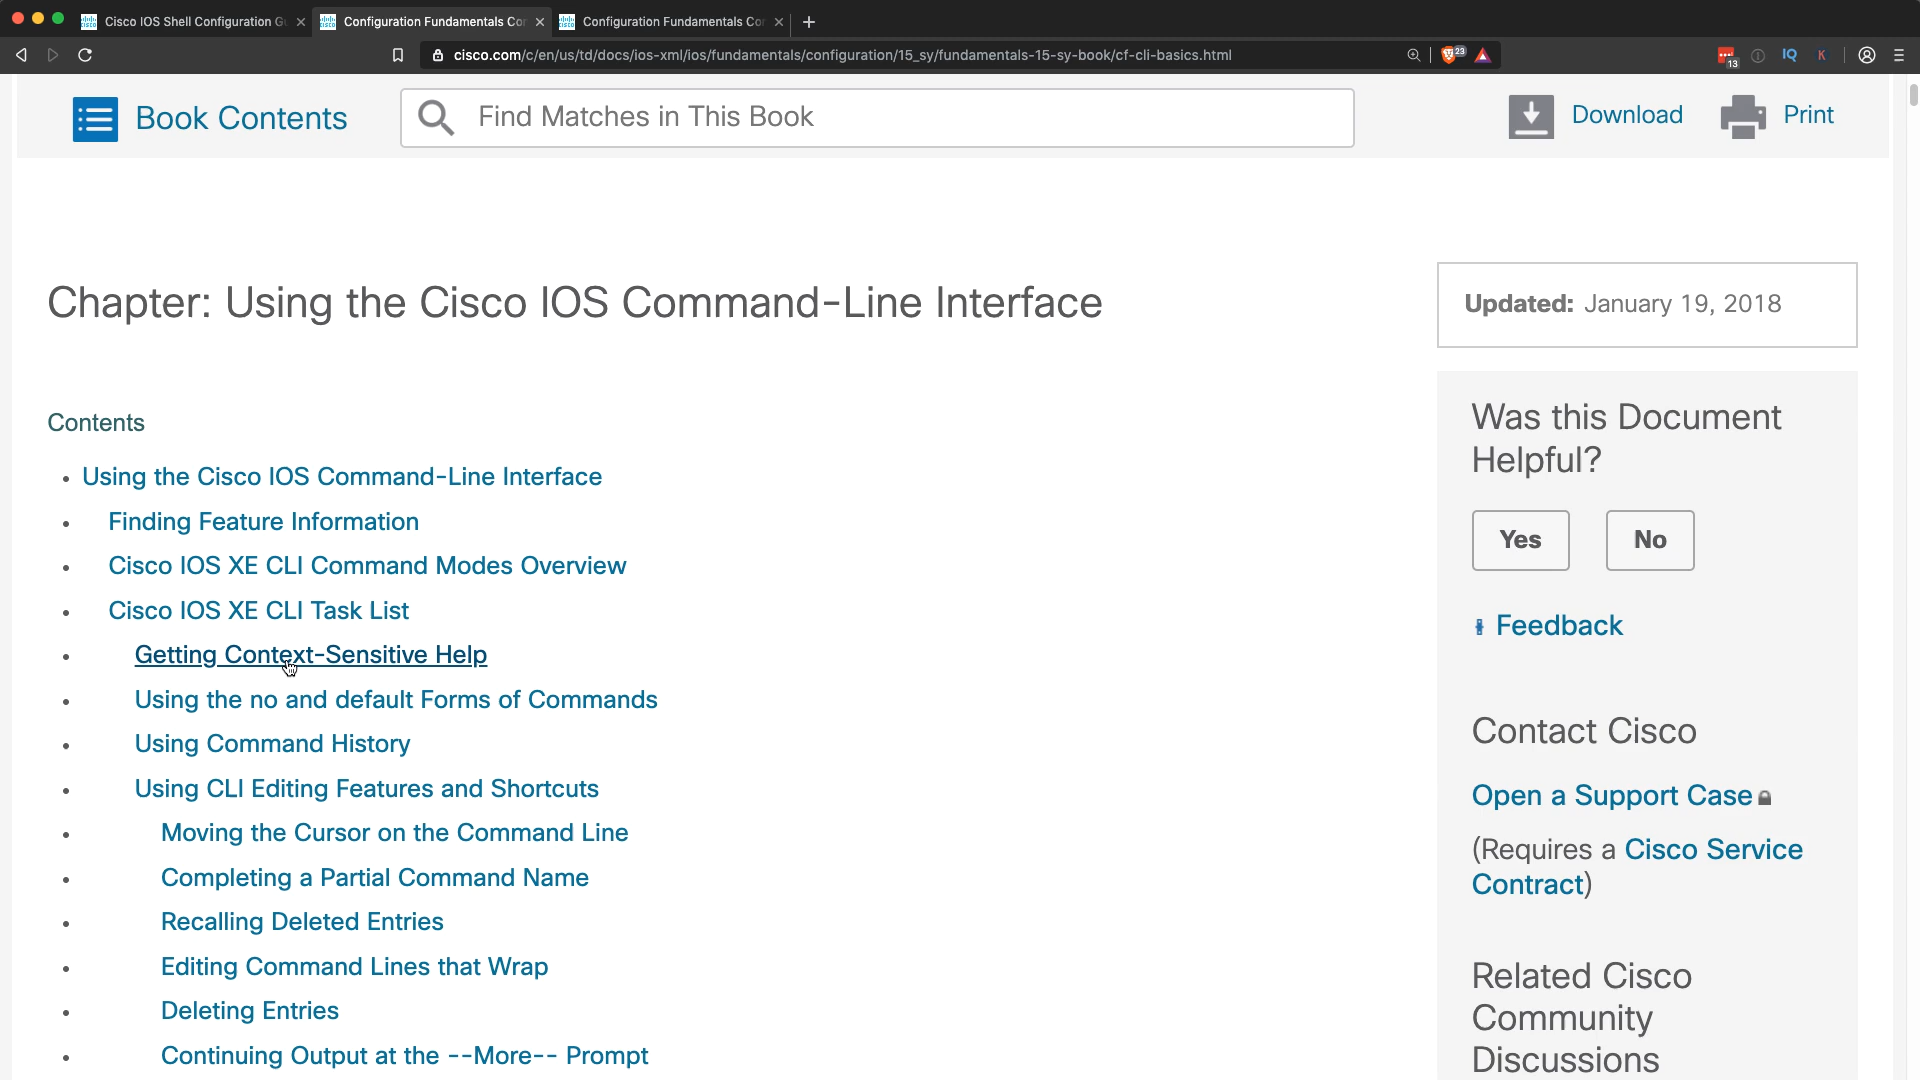 Cisco IOS Shell Configuration G
Configuration Fundamentals Co
Configuration Fundamentals Co
cisco.com/c/en/us/td/docs/ios-xml/ios/fundamentals/configuration/15_sy/fundamentals-15-sy-book/cf-cli-basics.html
23
13
IQ
K
Book Contents
Find Matches in This Book
Download
Print
Chapter: Using the Cisco IOS Command-Line Interface
Updated: January 19, 2018
Contents
Using the Cisco IOS Command-Line Interface
Finding Feature Information
Cisco IOS XE CLI Command Modes Overview
Cisco IOS XE CLI Task List
Getting Context-Sensitive Help
Using the no and default Forms of Commands
Using Command History
Using CLI Editing Features and Shortcuts
Moving the Cursor on the Command Line
Completing a Partial Command Name
Recalling Deleted Entries
Editing Command Lines that Wrap
Deleting Entries
Continuing Output at the --More-- Prompt
Was this Document
Helpful?
Yes
No
Feedback
Contact Cisco
Open a Support Case
(Requires a Cisco Service
Contract)
Related Cisco
Community
Discussions